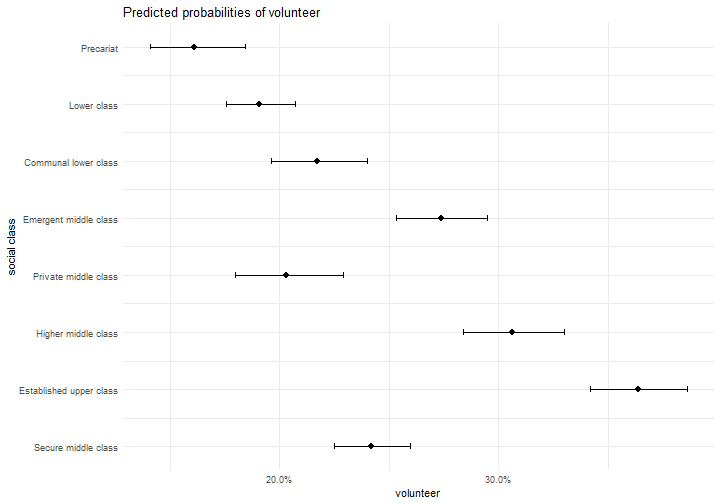 Predicted probabilities of volunteer
Precariat
Lower class
Communal lower class
Emergent middle class
Private middle class
Higher middle class
Established upper class
Secure middle class
social class
20.0%
30.0%
volunteer